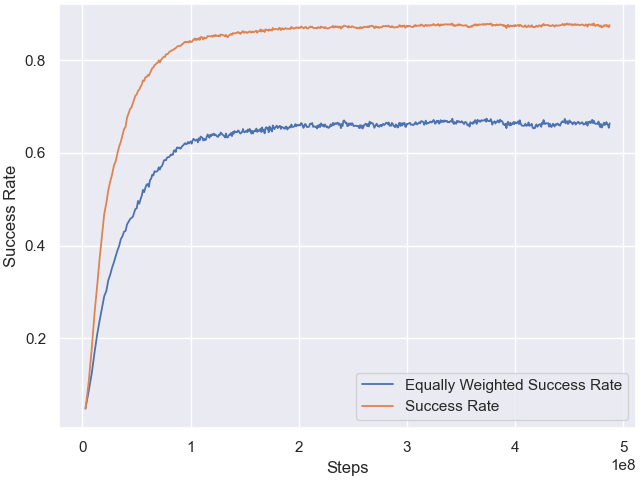 0.8
0.6
0.4
0.2
Success Rate
Equally Weighted Success Rate
Success Rate
0 1 2 3 4 5
1e8
Steps